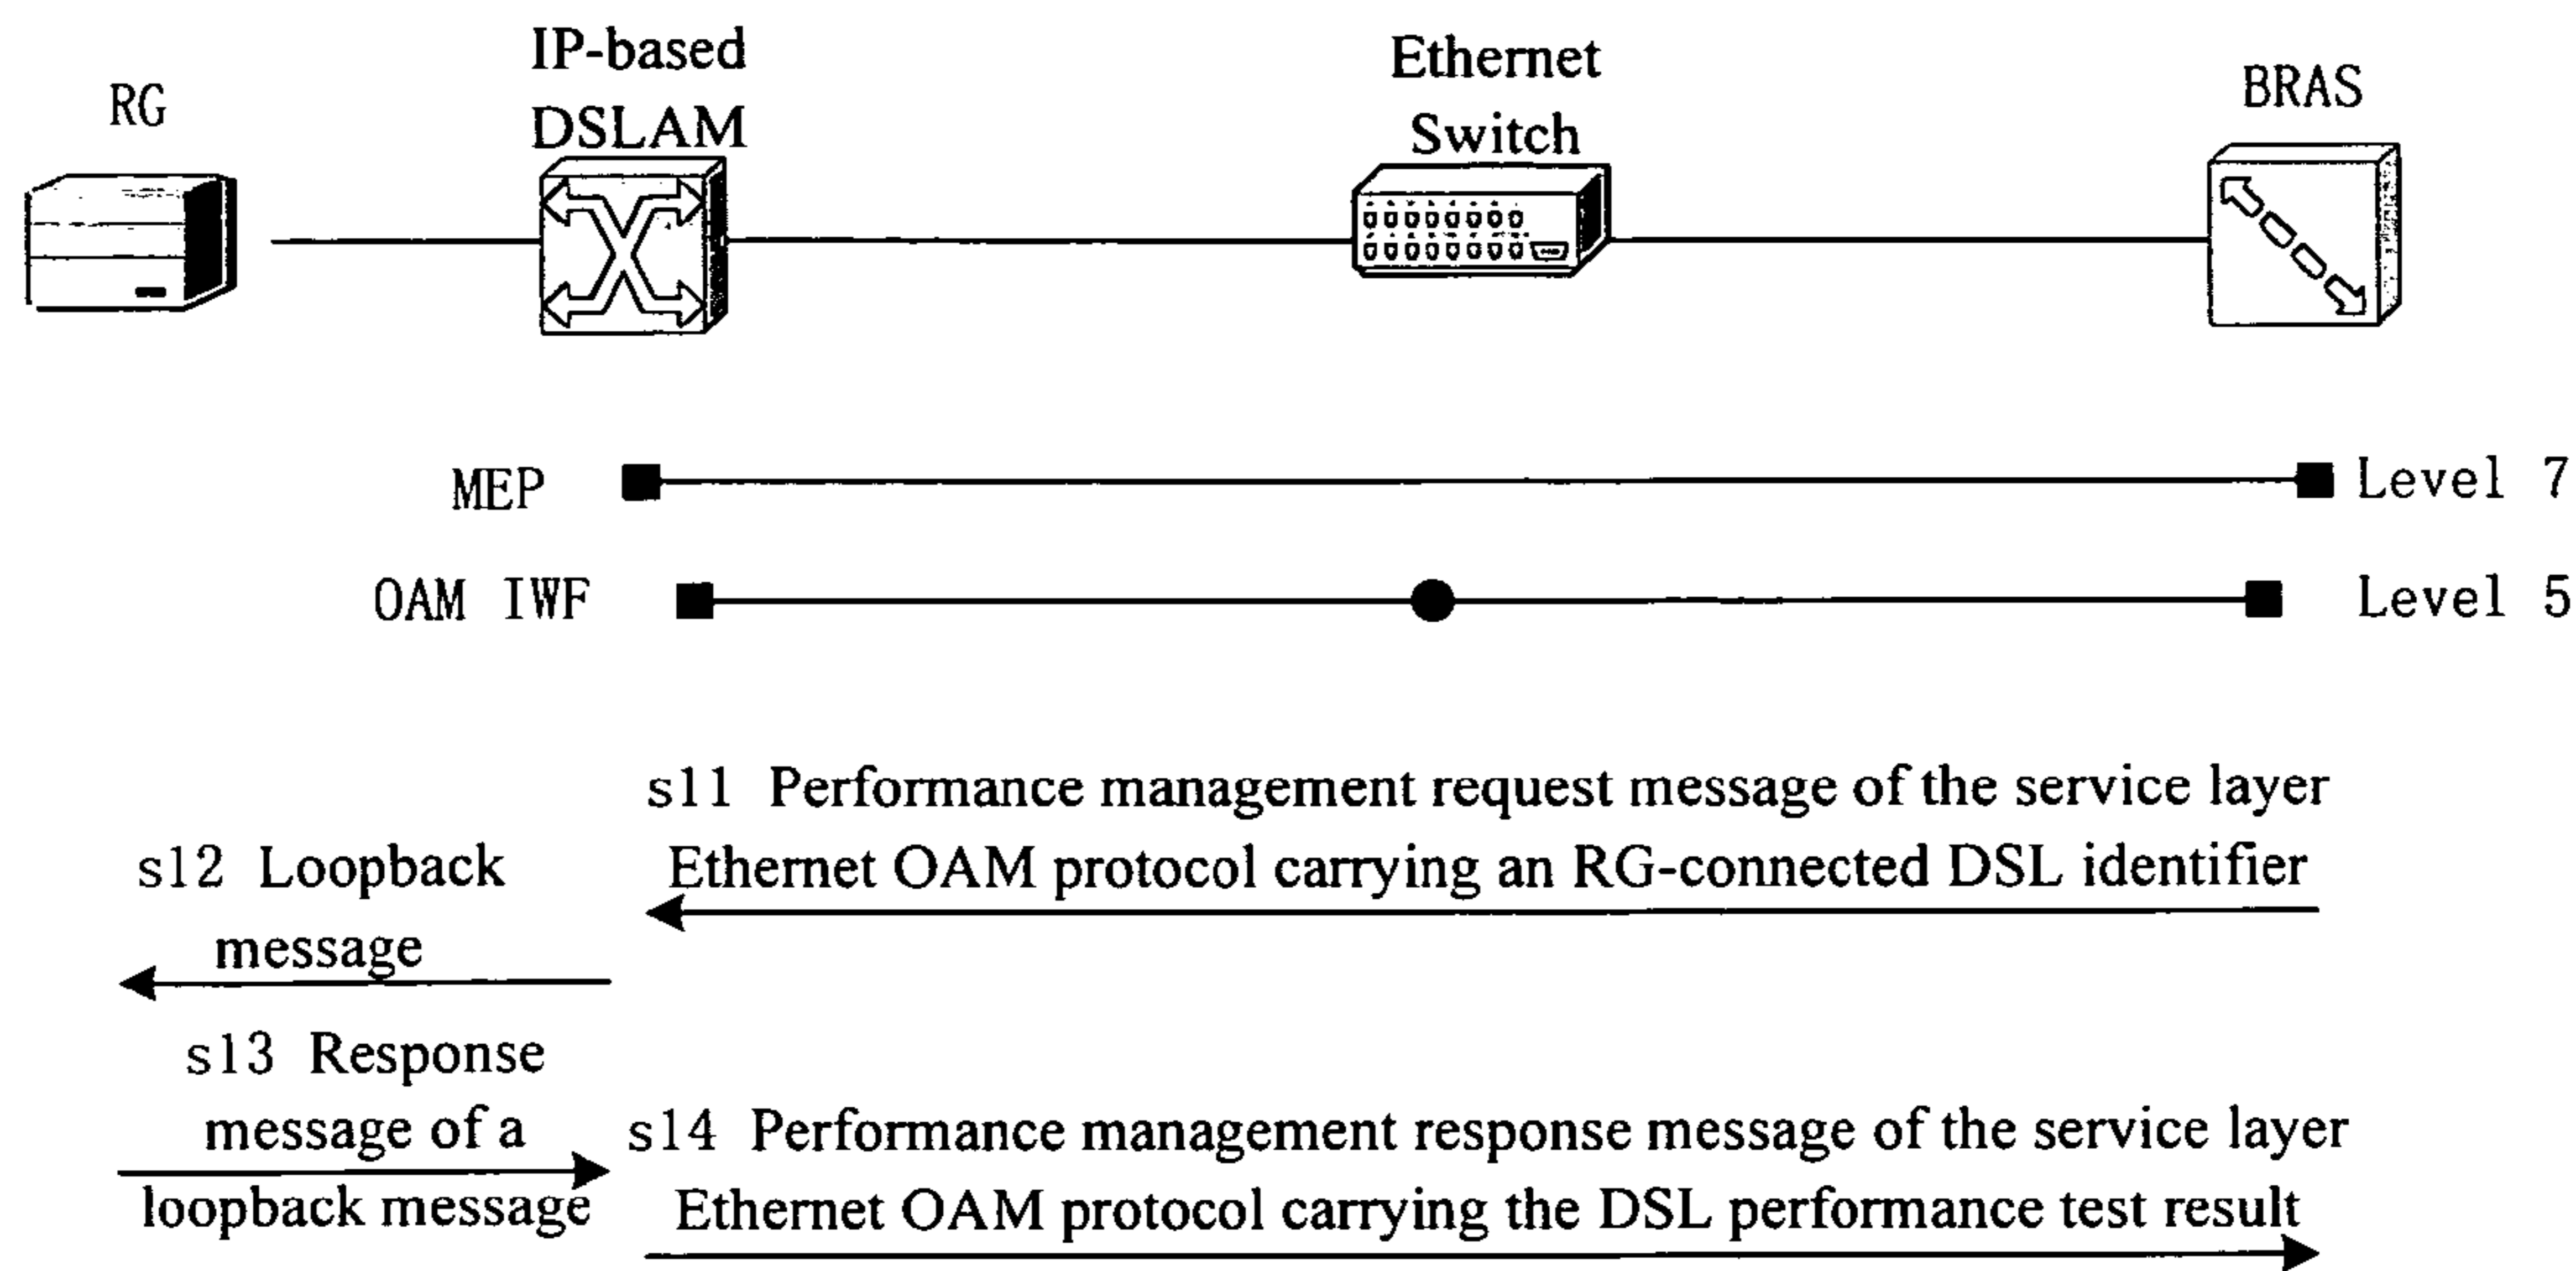 RG
IP-based
DSLAM
Ethernet
Switch
BRAS
MEP
Level 7
OAM IWF
Level 5
s11 Performance management request message of the service layer
Ethernet OAM protocol carrying an RG-connected DSL identifier
s12 Loopback
message
s13 Response
message of a
loopback message
s14 Performance management response message of the service layer
Ethernet OAM protocol carrying the DSL performance test result